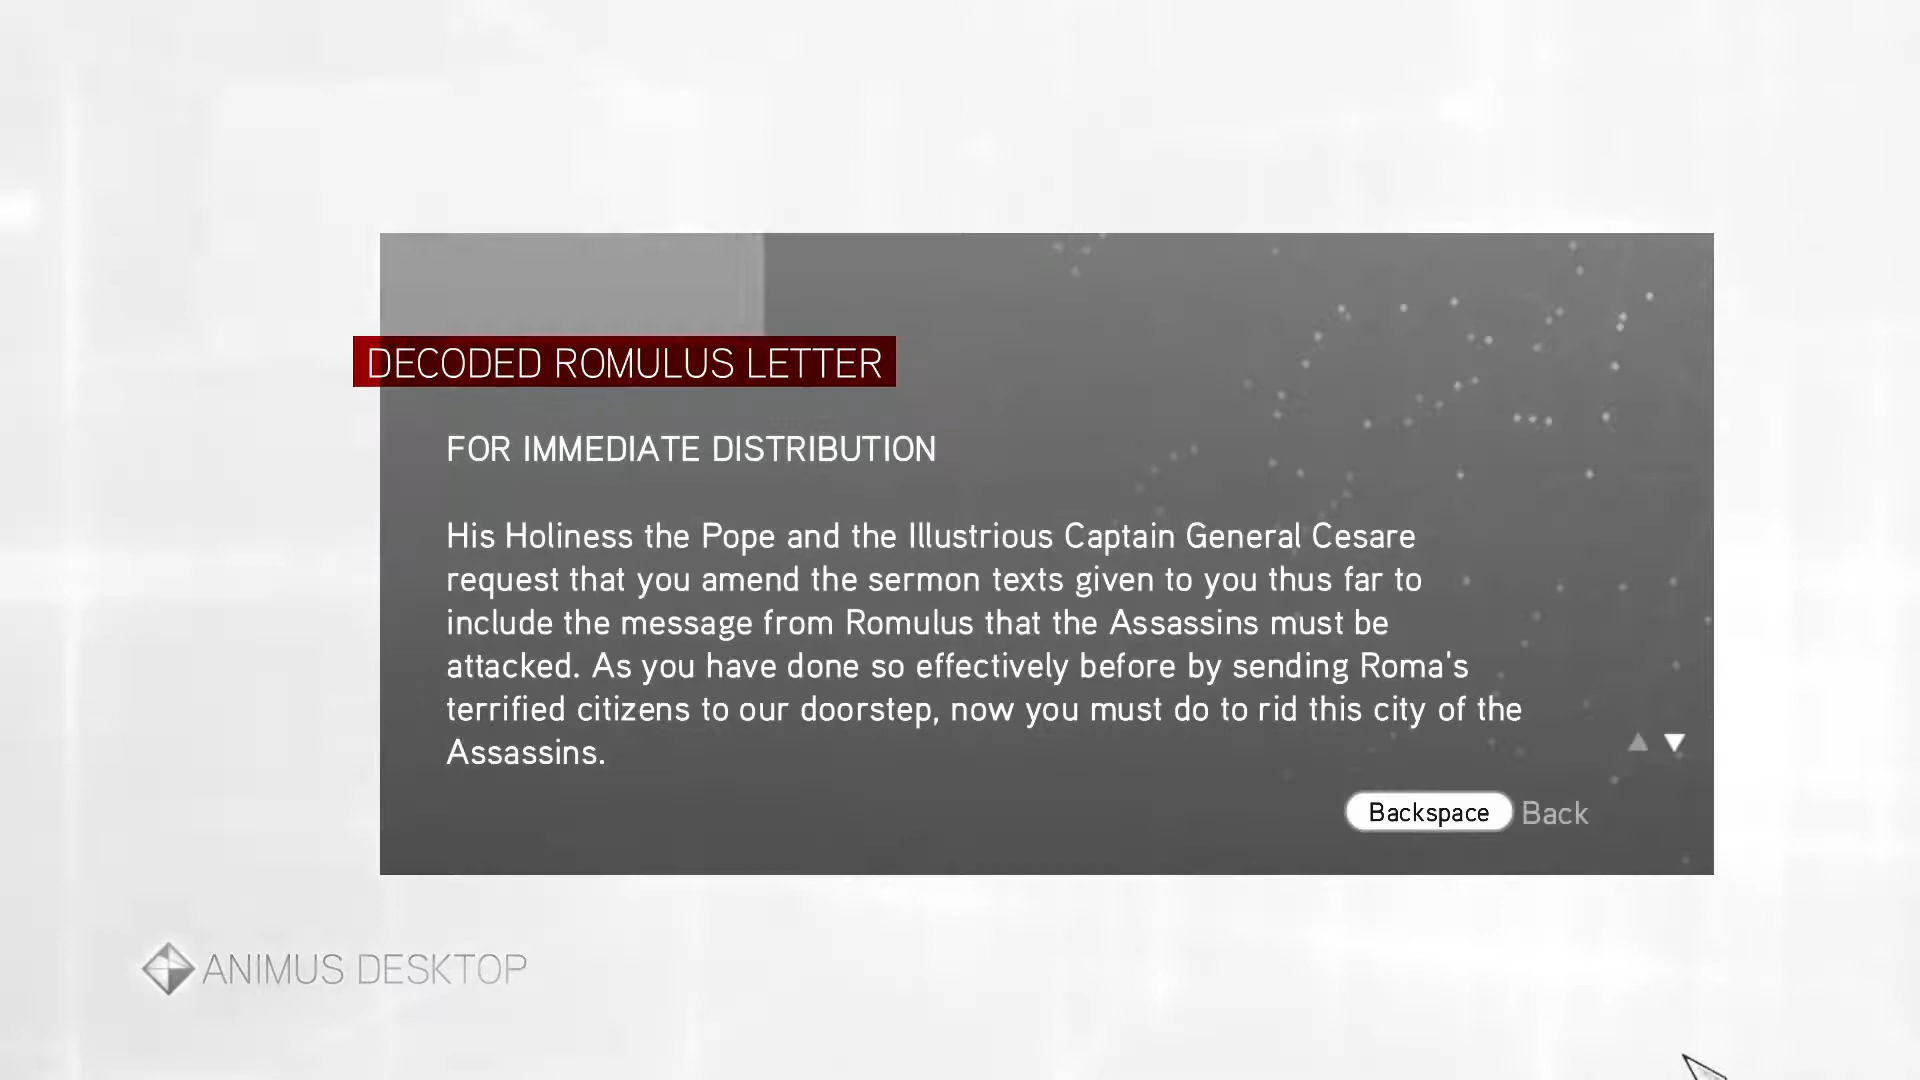 DECODED ROMULUS LETTER
FOR IMMEDIATE DISTRIBUTION
His Holiness the Pope and the Illustrious Captain General Cesare
request that you amend the sermon texts given to you thus far to
include the message from Romulus that the Assassins must be
attacked. As you have done so effectively before by sending Roma's
terrified citizens to our doorstep, now you must do to rid this city of the
Assassins.
Backspace Back
ANIMUS DESKTOP